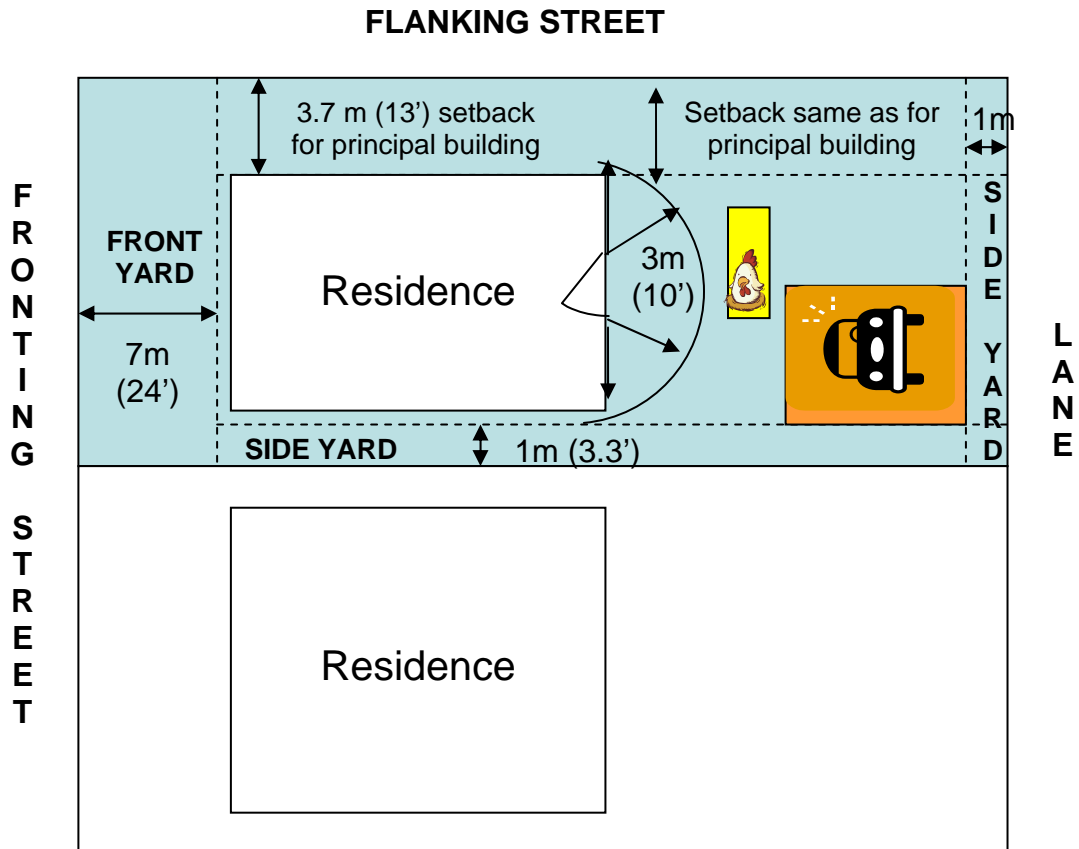 FLANKING STREET
3.7 m (13’) setback
for principal building
Setback same as for
principal building
1m
FRONTING STREET
FRONT
YARD
7m
(24’)
Residence
3m
(10’)
SIDE YARD
LANE
SIDE YARD
1m (3.3’)
Residence